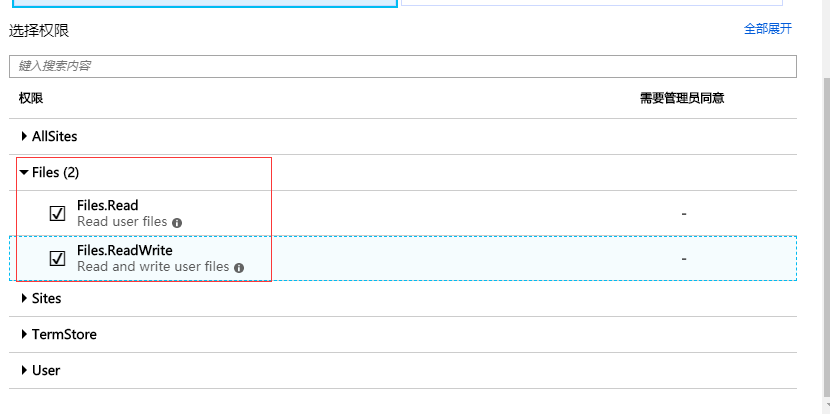 选择权限
全部展开
键入搜索内容
权限
需要管理员同意
AllSites
Files (2)
Files.Read
Read user files
-
Files.ReadWrite
Read and write user files
-
Sites
TermStore
User